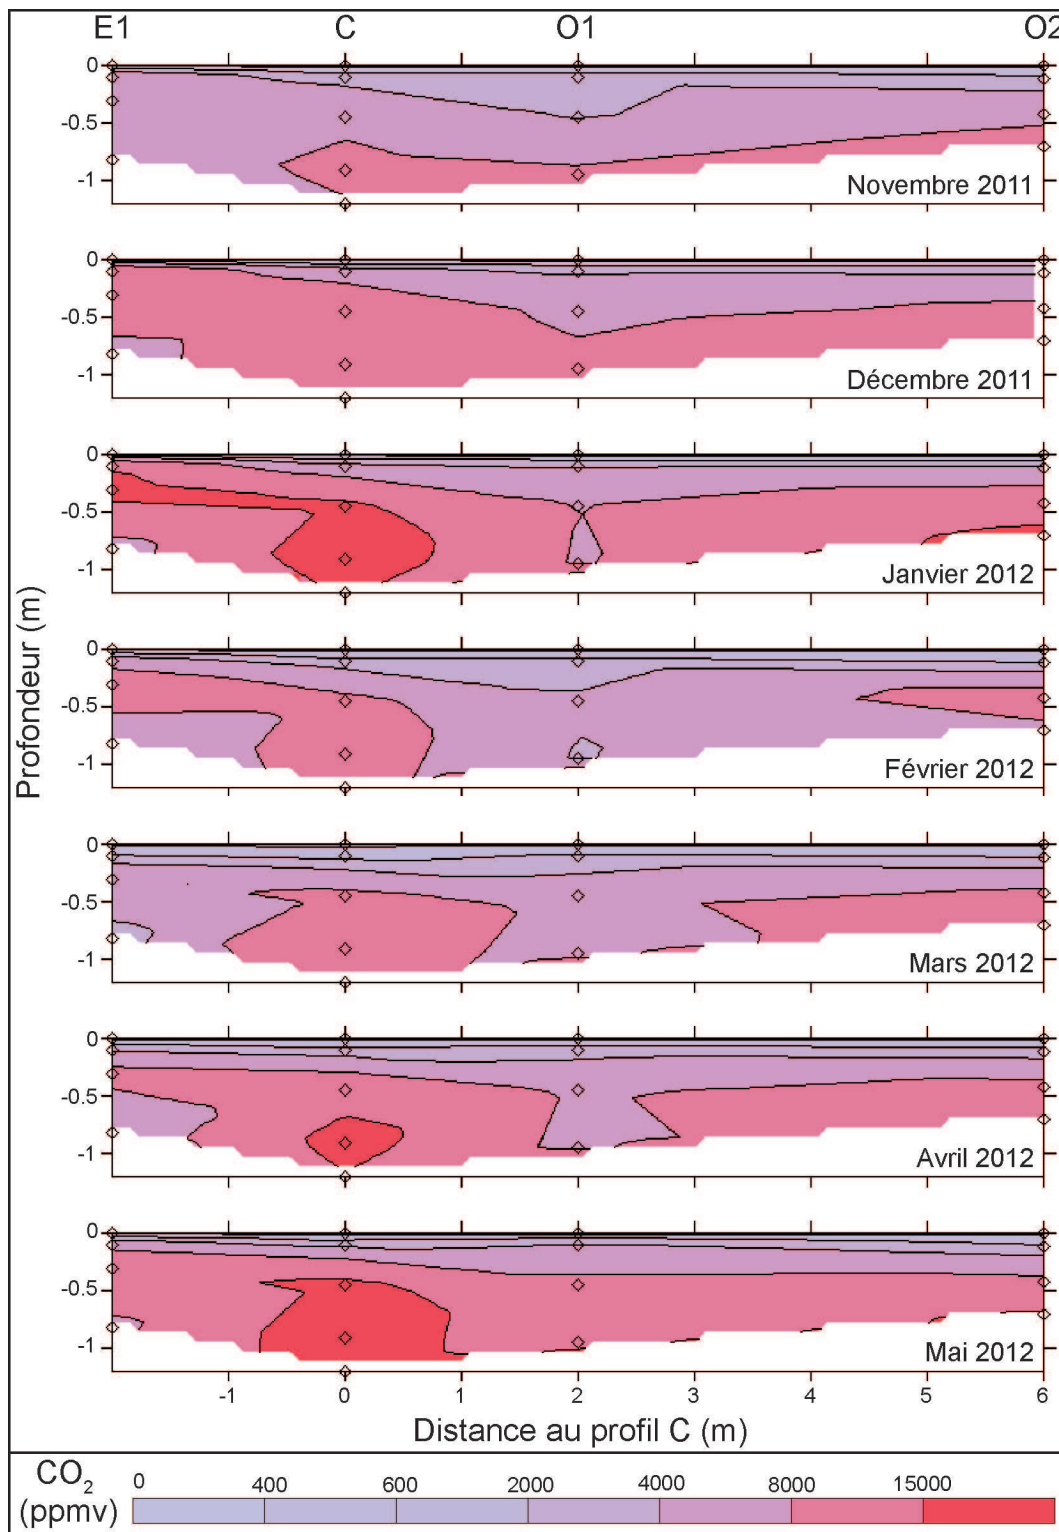 E1 C O1 O2
0
-0.5
-1
Novembre 2011
0
-0.5
-1
Décembre 2011
0
-0.5
-1
Janvier 2012
Profondeur (m)
0
-0.5
-1
Février 2012
0
-0.5
-1
Mars 2012
0
-0.5
-1
Avril 2012
0
-0.5
-1
Mai 2012
-1 0 1 2 3 4 5 6
Distance au profil C (m)
CO2 0 400 600 2000 4000 8000 15000
(ppmv)